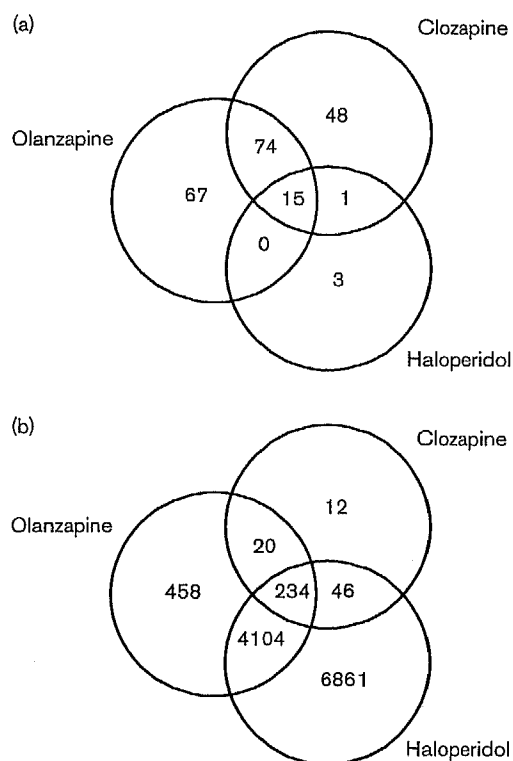 (a)
Clozapine
48
Olanzapine
74
67
15 1
0
3
Haloperidol
(b)
Clozapine
12
Olanzapine
20
458
234 46
4104
6861
Haloperidol